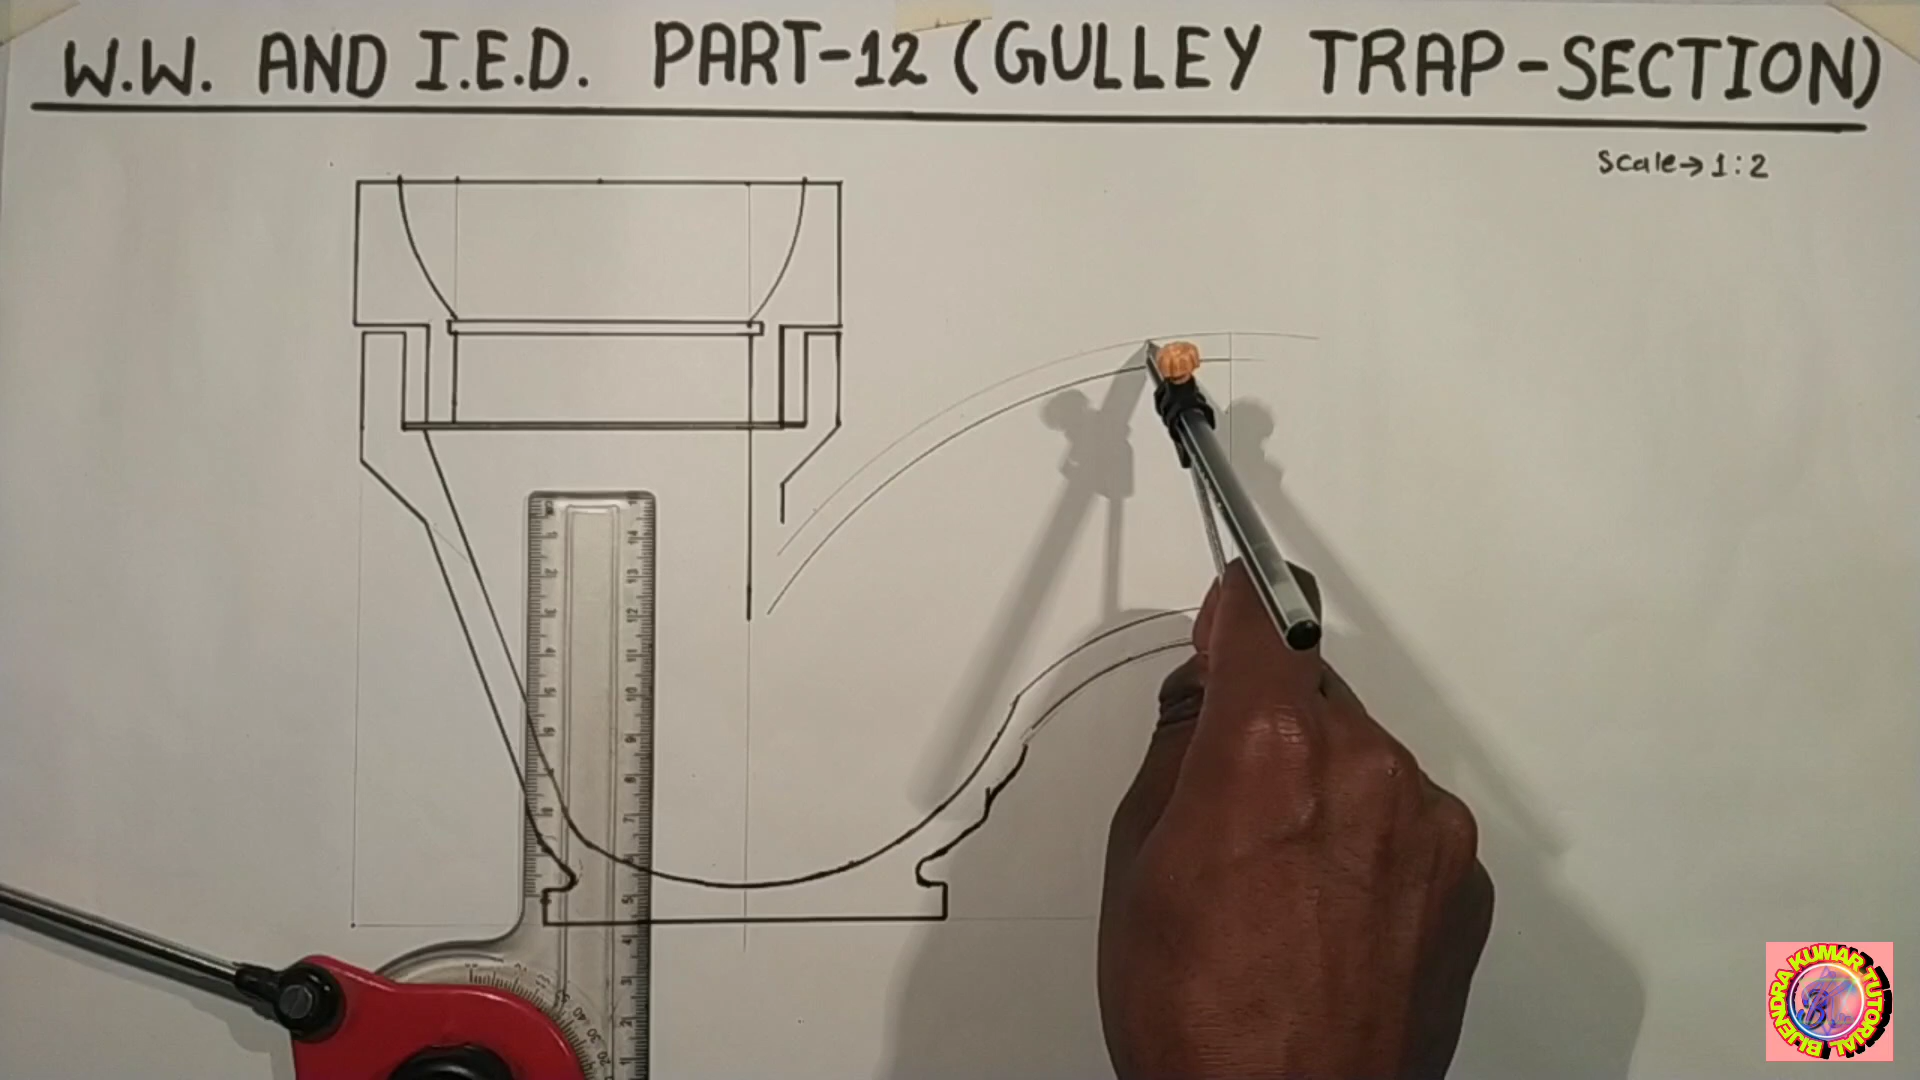 W.W. AND I.E.D. PART-12 (GULLEY TRAP-SECTION)
Scale→1:2
BIJENDRA KUMAR TUTORIAL